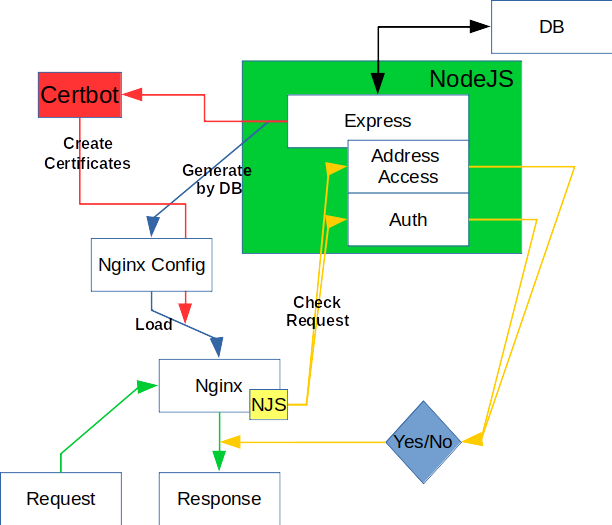 DB
NodeJS
Certbot
Express
Create
Certificates
Address
Access
Generate
by DB
Auth
Nginx Config
Check
Request
Load
Nginx
NJS
Yes/No
Request
Response